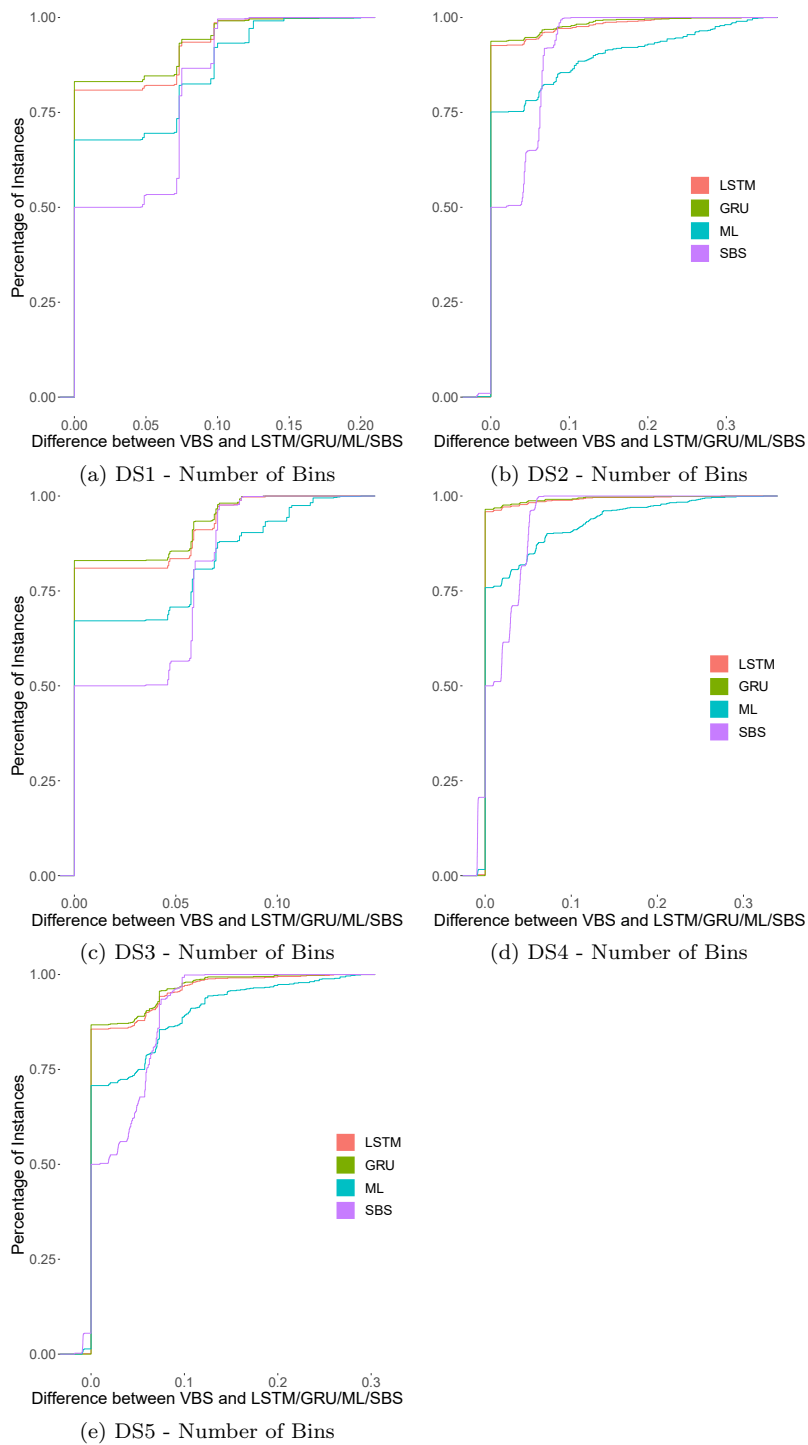 1.00-
0.75-
0.50-
0.25-
0.00-
Percentage of Instances
0.00 0.05 0.10 0.15 0.20
Difference between VBS and LSTM/GRU/ML/SBS
(a) DS1 - Number of Bins
1.00-
0.75-
0.50-
0.25-
0.00-
LSTM
GRU
ML
SBS
0.0 0.1 0.2 0.3
Difference between VBS and LSTM/GRU/ML/SBS
(b) DS2 - Number of Bins
1.00-
0.75-
0.50-
0.25-
0.00-
Percentage of Instances
0.00 0.05 0.10
Difference between VBS and LSTM/GRU/ML/SBS
(c) DS3 - Number of Bins
1.00-
0.75-
0.50-
0.25-
0.00-
LSTM
GRU
ML
SBS
0.0 0.1 0.2 0.3
Difference between VBS and LSTM/GRU/ML/SBS
(d) DS4 - Number of Bins
1.00-
0.75-
0.50-
0.25-
0.00-
Percentage of Instances
LSTM
GRU
ML
SBS
0.0 0.1 0.2 0.3
Difference between VBS and LSTM/GRU/ML/SBS
(e) DS5 - Number of Bins